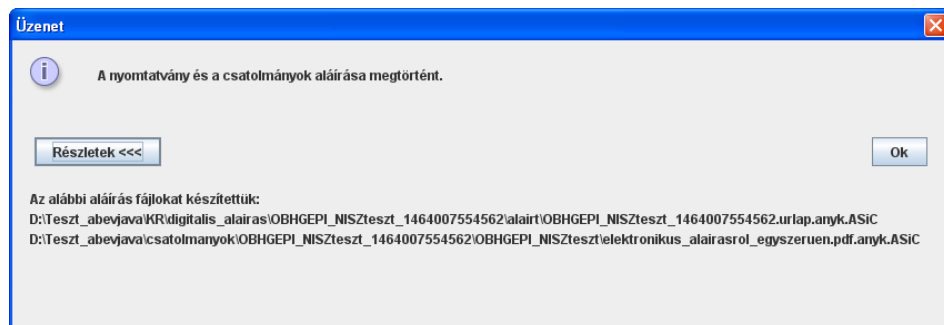 Üzenet
A nyomtatvány és a csatolmányok aláírása megtörtént.
Részletek <<<
Ok
Az alábbi aláírás fájlokat készítettük:
D:\Teszt_abevjava\KR\digitalis_alairas\OBHGEPI_NISZteszt_1464007554562\alairt\OBHGEPI_NISZteszt_1464007554562.urlap.anyk.ASiC
D:\Teszt_abevjava\csatolmanyok\OBHGEPI_NISZteszt_1464007554562\OBHGEPI_NISZteszt\elektronikus_alairasrol_egyszeruen.pdf.anyk.ASiC